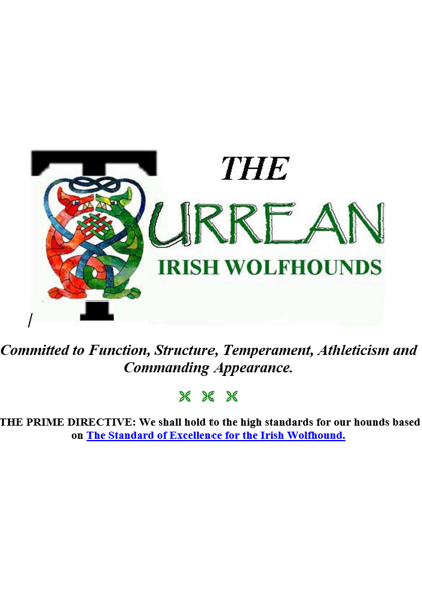 THE
TURREAN
IRISH WOLFHOUNDS
/
Committed to Function, Structure, Temperament, Athleticism and
Commanding Appearance.
THE PRIME DIRECTIVE: We shall hold to the high standards for our hounds based
on The Standard of Excellence for the Irish Wolfhound.